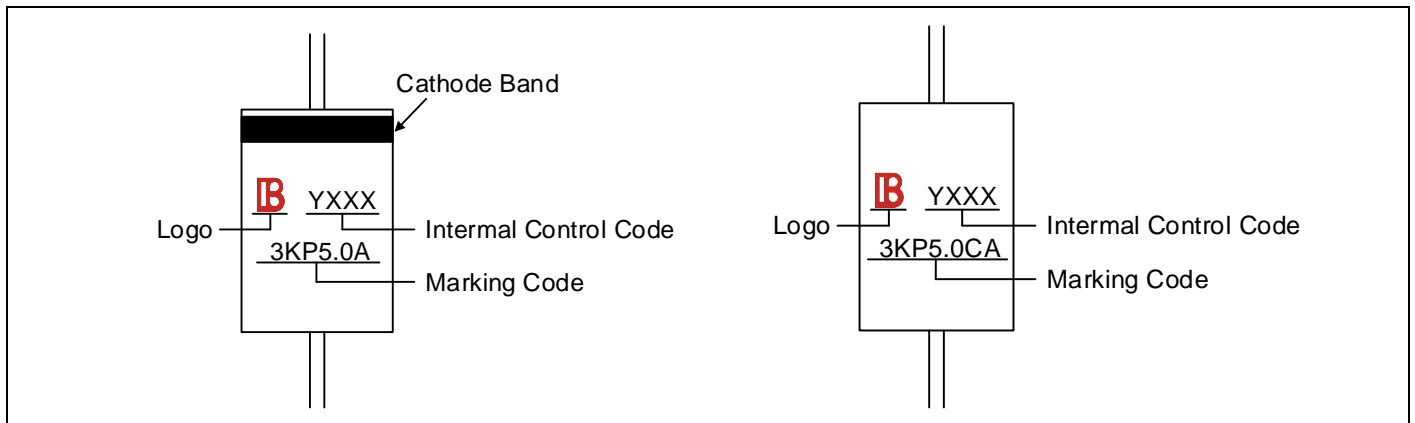 Cathode Band
B YXXX
Logo
Intermal Control Code
3KP5.0A
Marking Code
B YXXX
Logo
Intermal Control Code
3KP5.0CA
Marking Code